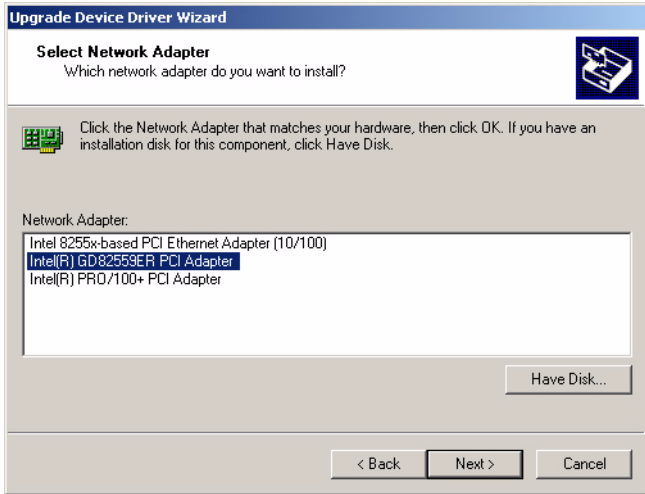 Upgrade Device Driver Wizard
Select Network Adapter
Which network adapter do you want to install?
Click the Network Adapter that matches your hardware, then click OK. If you have an
installation disk for this component, click Have Disk.
Network Adapter:
Intel 8255x-based PCI Ethernet Adapter (10/100)
Intel(R) GD82559ER PCI Adapter
Intel(R) PRO/100+ PCI Adapter
Have Disk...
< Back
Next >
Cancel